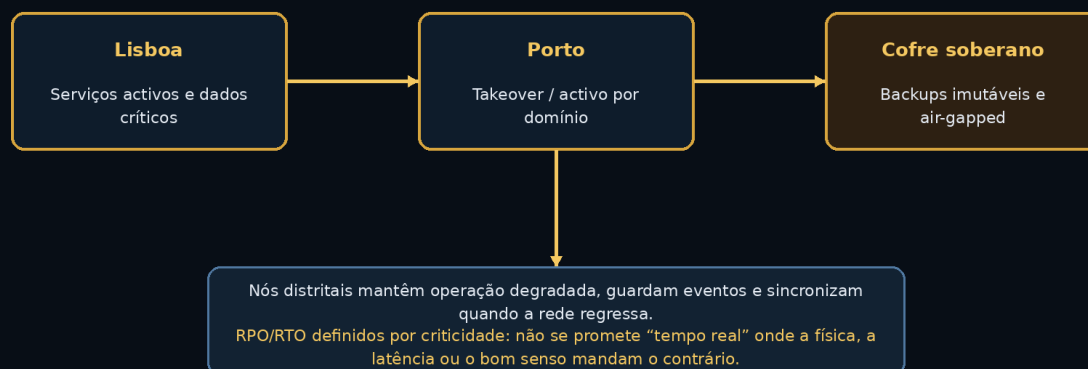 Lisboa
Serviços activos e dados
críticos
Porto
Takeover / activo por
domínio
Cofre soberano
Backups imutáveis e
air-gapped
Nós distritais mantêm operação degradada, guardam eventos e sincronizam
quando a rede regressa.
RPO/RTO definidos por criticidade: não se promete “tempo real” onde a física, a
latência ou o bom senso mandam o contrário.